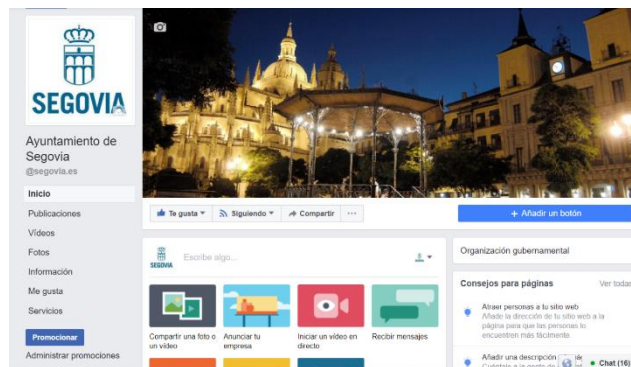 SEGOVIA
Ayuntamiento de
Segovia
@segovia.es
Inicio
Publicaciones
Vídeos
Fotos
Información
Me gusta
Servicios
Promocionar
Administrar promociones
Te gusta
Siguiendo
Compartir
...
+ Añadir un botón
SEGOVIA
Escribe algo...
Compartir una foto o
un vídeo
Anunciar tu
empresa
Iniciar un vídeo en
directo
Recibir mensajes
Organización gubernamental
Consejos para páginas
Ver todas
Atraer personas a tu sitio web
Añade la dirección de tu sitio web a la
página para que las personas lo
encuentren más fácilmente.
Añadir una descripción
Chat (16)